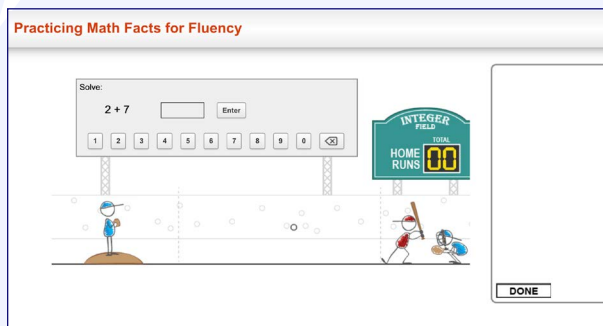 Practicing Math Facts for Fluency
Solve:
2 + 7
Enter
1 2 3 4 5 6 7 8 9 0
INTEGER
FIELD
TOTAL
HOME
RUNS
00
DONE